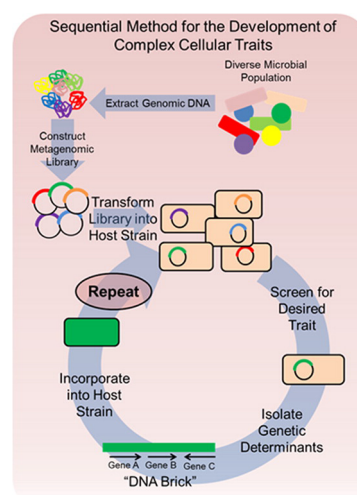 Sequential Method for the Development of
Complex Cellular Traits
Diverse Microbial
Population
Extract Genomic DNA
Construct
Metagenomic
Library
Transform
Library into
Host Strain
Repeat
Screen for
Desired
Trait
Incorporate
into Host
Strain
Isolate
Genetic
Determinants
Gene A Gene B Gene C
"DNA Brick"